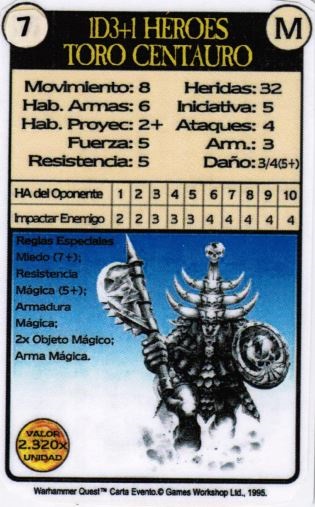 7
1D3+1 HÉROES
M
TORO CENTAURO
Movimiento: 8 Heridas: 32
Hab. Armas: 6 Iniciativa: 5
Hab. Proyec: 2+ Ataques: 4
Fuerza: 5 Arm.: 3
Resistencia: 5 Daño: 3/4(5+)
HA del Oponente 1 2 3 4 5 6 7 8 9 10
Impactar Enemigo 2 2 3 3 3 4 4 4 4 4
Reglas Especiales
Miedo (7+);
Resistencia
Mágica (5+);
Armadura
Mágica;
2x Objeto Mágico;
Arma Mágica.
VALOR
2.320x
UNIDAD
Warhammer Quest™ Carta Evento.© Games Workshop Ltd., 1995.